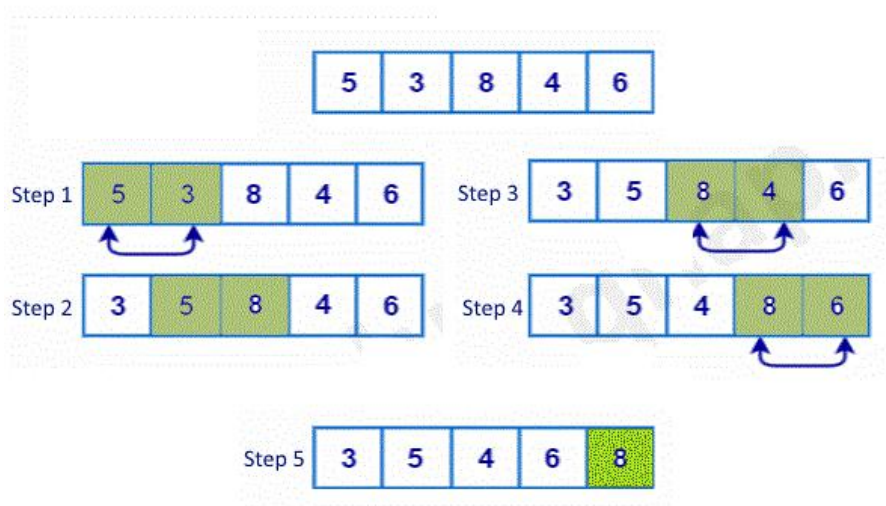 5 3 8 4 6
Step 1 5 3 8 4 6
Step 2 3 5 8 4 6
Step 3 3 5 8 4 6
Step 4 3 5 4 8 6
Step 5 3 5 4 6 8